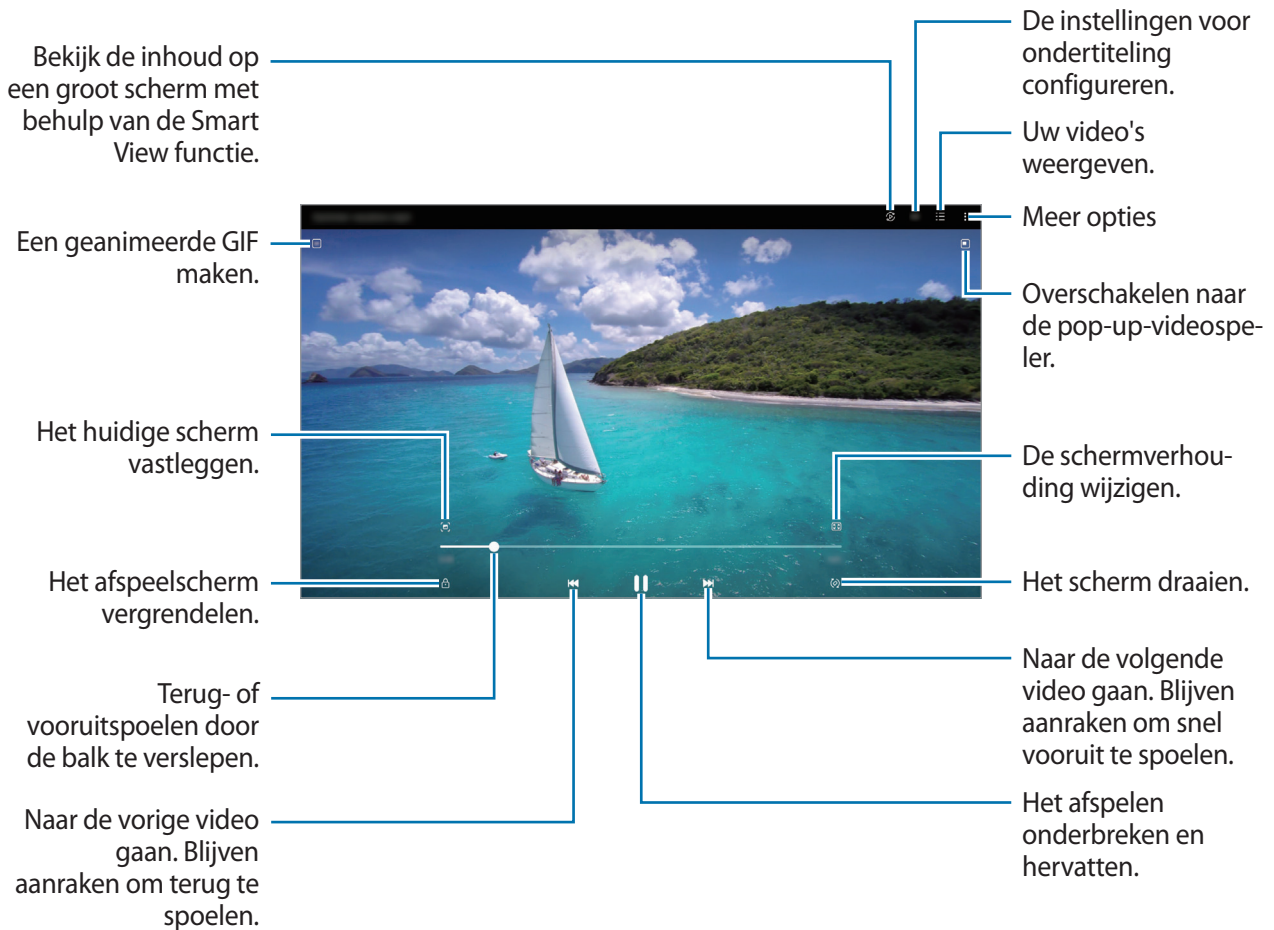 Bekijk de inhoud op
een groot scherm met
behulp van de Smart
View functie.
Een geanimeerde GIF
maken.
Het huidige scherm
vastleggen.
Het afspeelscherm
vergrendelen.
Terug- of
vooruitspoelen door
de balk te verslepen.
Naar de vorige video
gaan. Blijven
aanraken om terug te
spoelen.
De instellingen voor
ondertiteling
configureren.
Uw video's
weergeven.
Meer opties
Overschakelen naar
de pop-up-videospe-
ler.
De schermverhou-
ding wijzigen.
Het scherm draaien.
Naar de volgende
video gaan. Blijven
aanraken om snel
vooruit te spoelen.
Het afspelen
onderbreken en
hervatten.